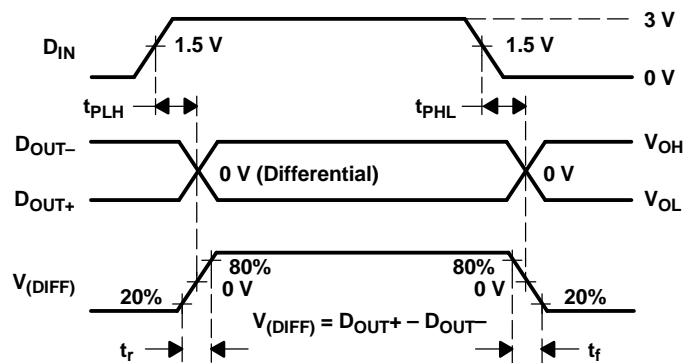 3 V
D_IN
1.5 V
1.5 V
0 V
t_PLH
t_PHL
D_OUT–
V_OH
0 V (Differential)
0 V
D_OUT+
V_OL
80%
80%
V_(DIFF)
0 V
0 V
20%
20%
V_(DIFF) = D_OUT+ – D_OUT–
t_r
t_f